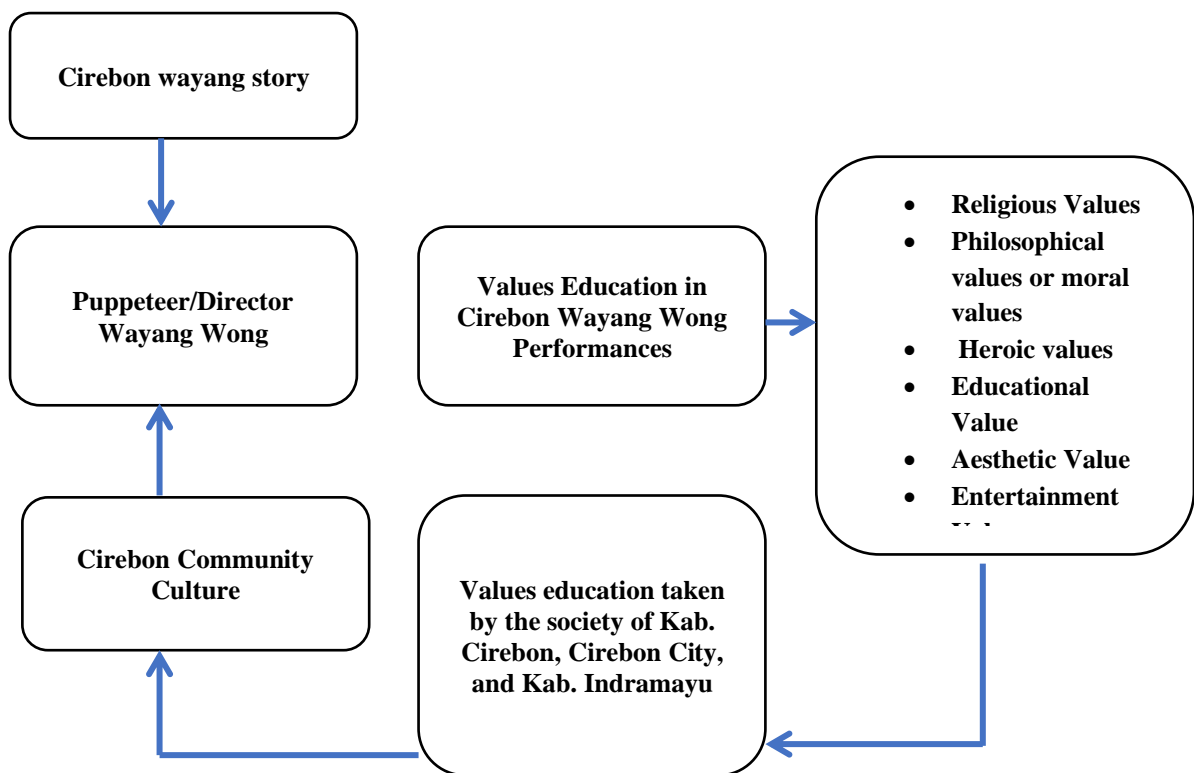 Cirebon wayang story
Puppeteer/Director
Wayang Wong
Values Education in
Cirebon Wayang Wong
Performances
• Religious Values
• Philosophical
values or moral
values
• Heroic values
• Educational
Value
• Aesthetic Value
• Entertainment
Cirebon Community
Culture
Values education taken
by the society of Kab.
Cirebon, Cirebon City,
and Kab. Indramayu